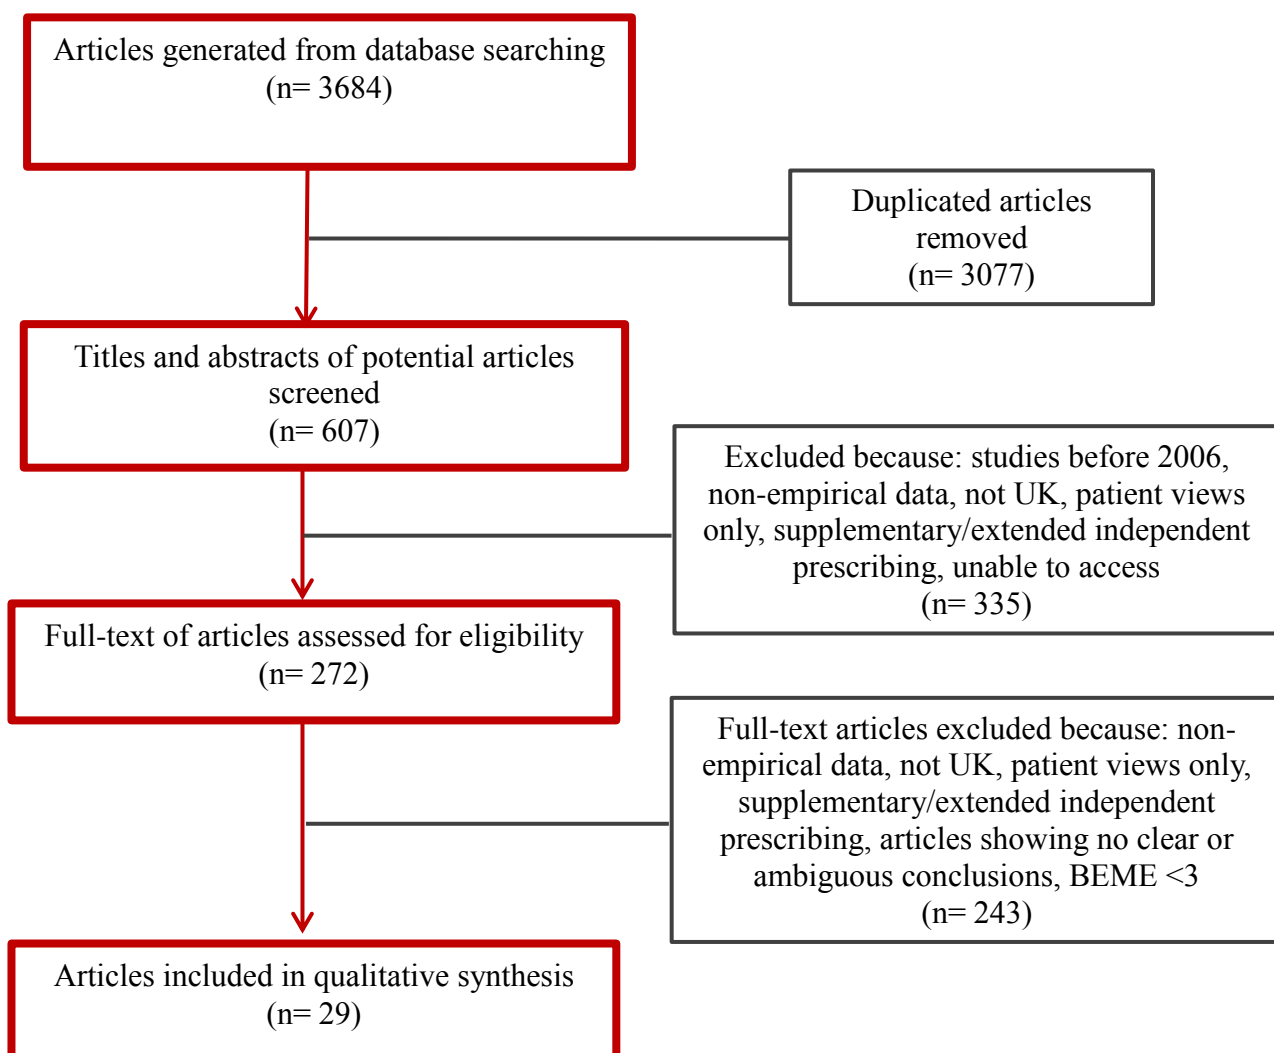 Articles generated from database searching
(n= 3684)
Duplicated articles
removed
(n= 3077)
Titles and abstracts of potential articles
screened
(n= 607)
Excluded because: studies before 2006,
non-empirical data, not UK, patient views
only, supplementary/extended independent
prescribing, unable to access
(n= 335)
Full-text of articles assessed for eligibility
(n= 272)
Full-text articles excluded because: non-
empirical data, not UK, patient views only,
supplementary/extended independent
prescribing, articles showing no clear or
ambiguous conclusions, BEME <3
(n= 243)
Articles included in qualitative synthesis
(n= 29)